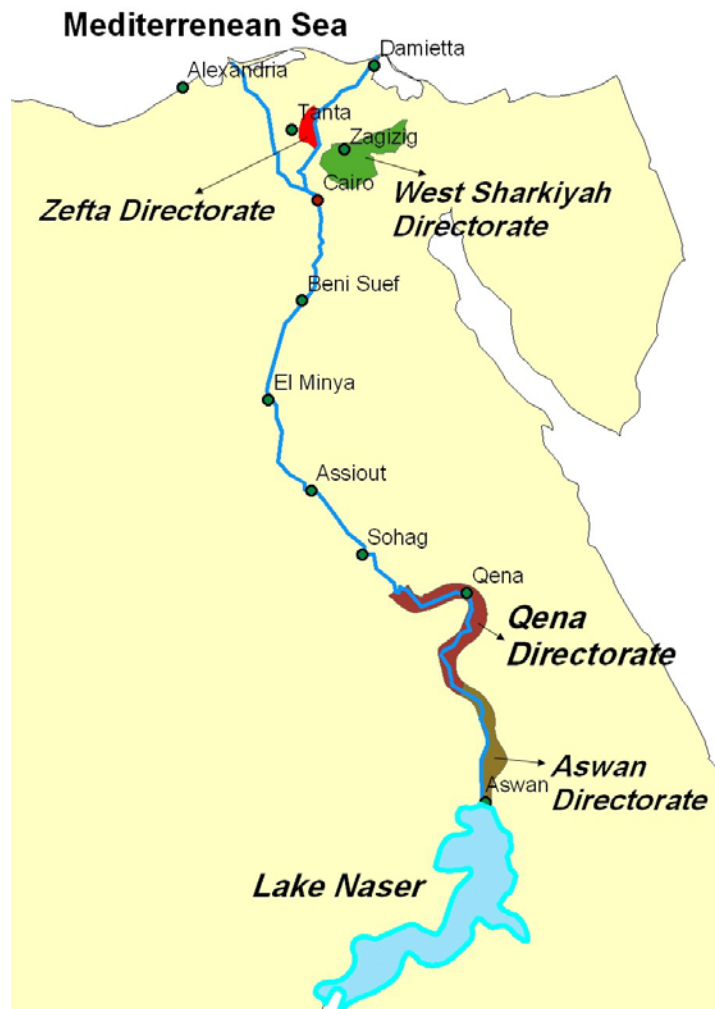 Mediterrenean Sea
Damietta
Alexandria
Tanta
Zagizig
Cairo
Zefta Directorate
West Sharkiyah
Directorate
Beni Suef
El Minya
Assiout
Sohag
Qena
Qena
Directorate
Aswan
Aswan
Directorate
Lake Naser